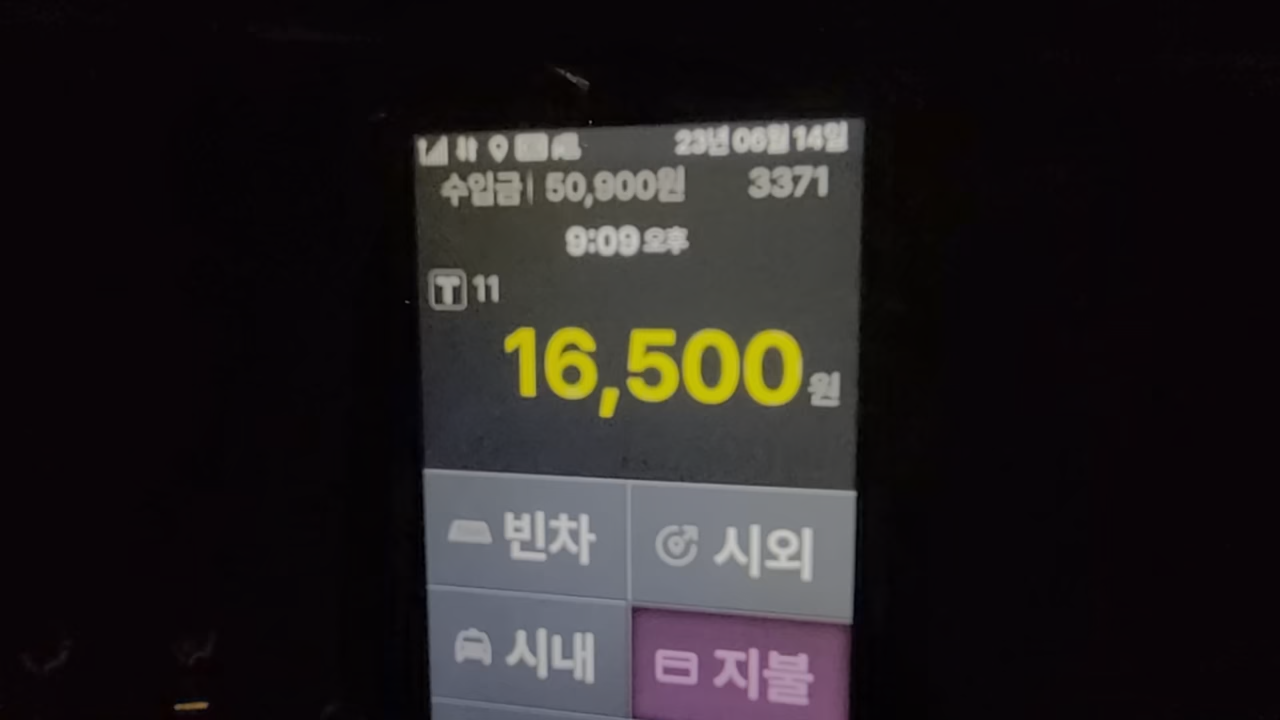 23년 06월 14일
수입금| 50,900원 3371
9:09 오후
T 11
16,500원
빈차 시외
시내 지불